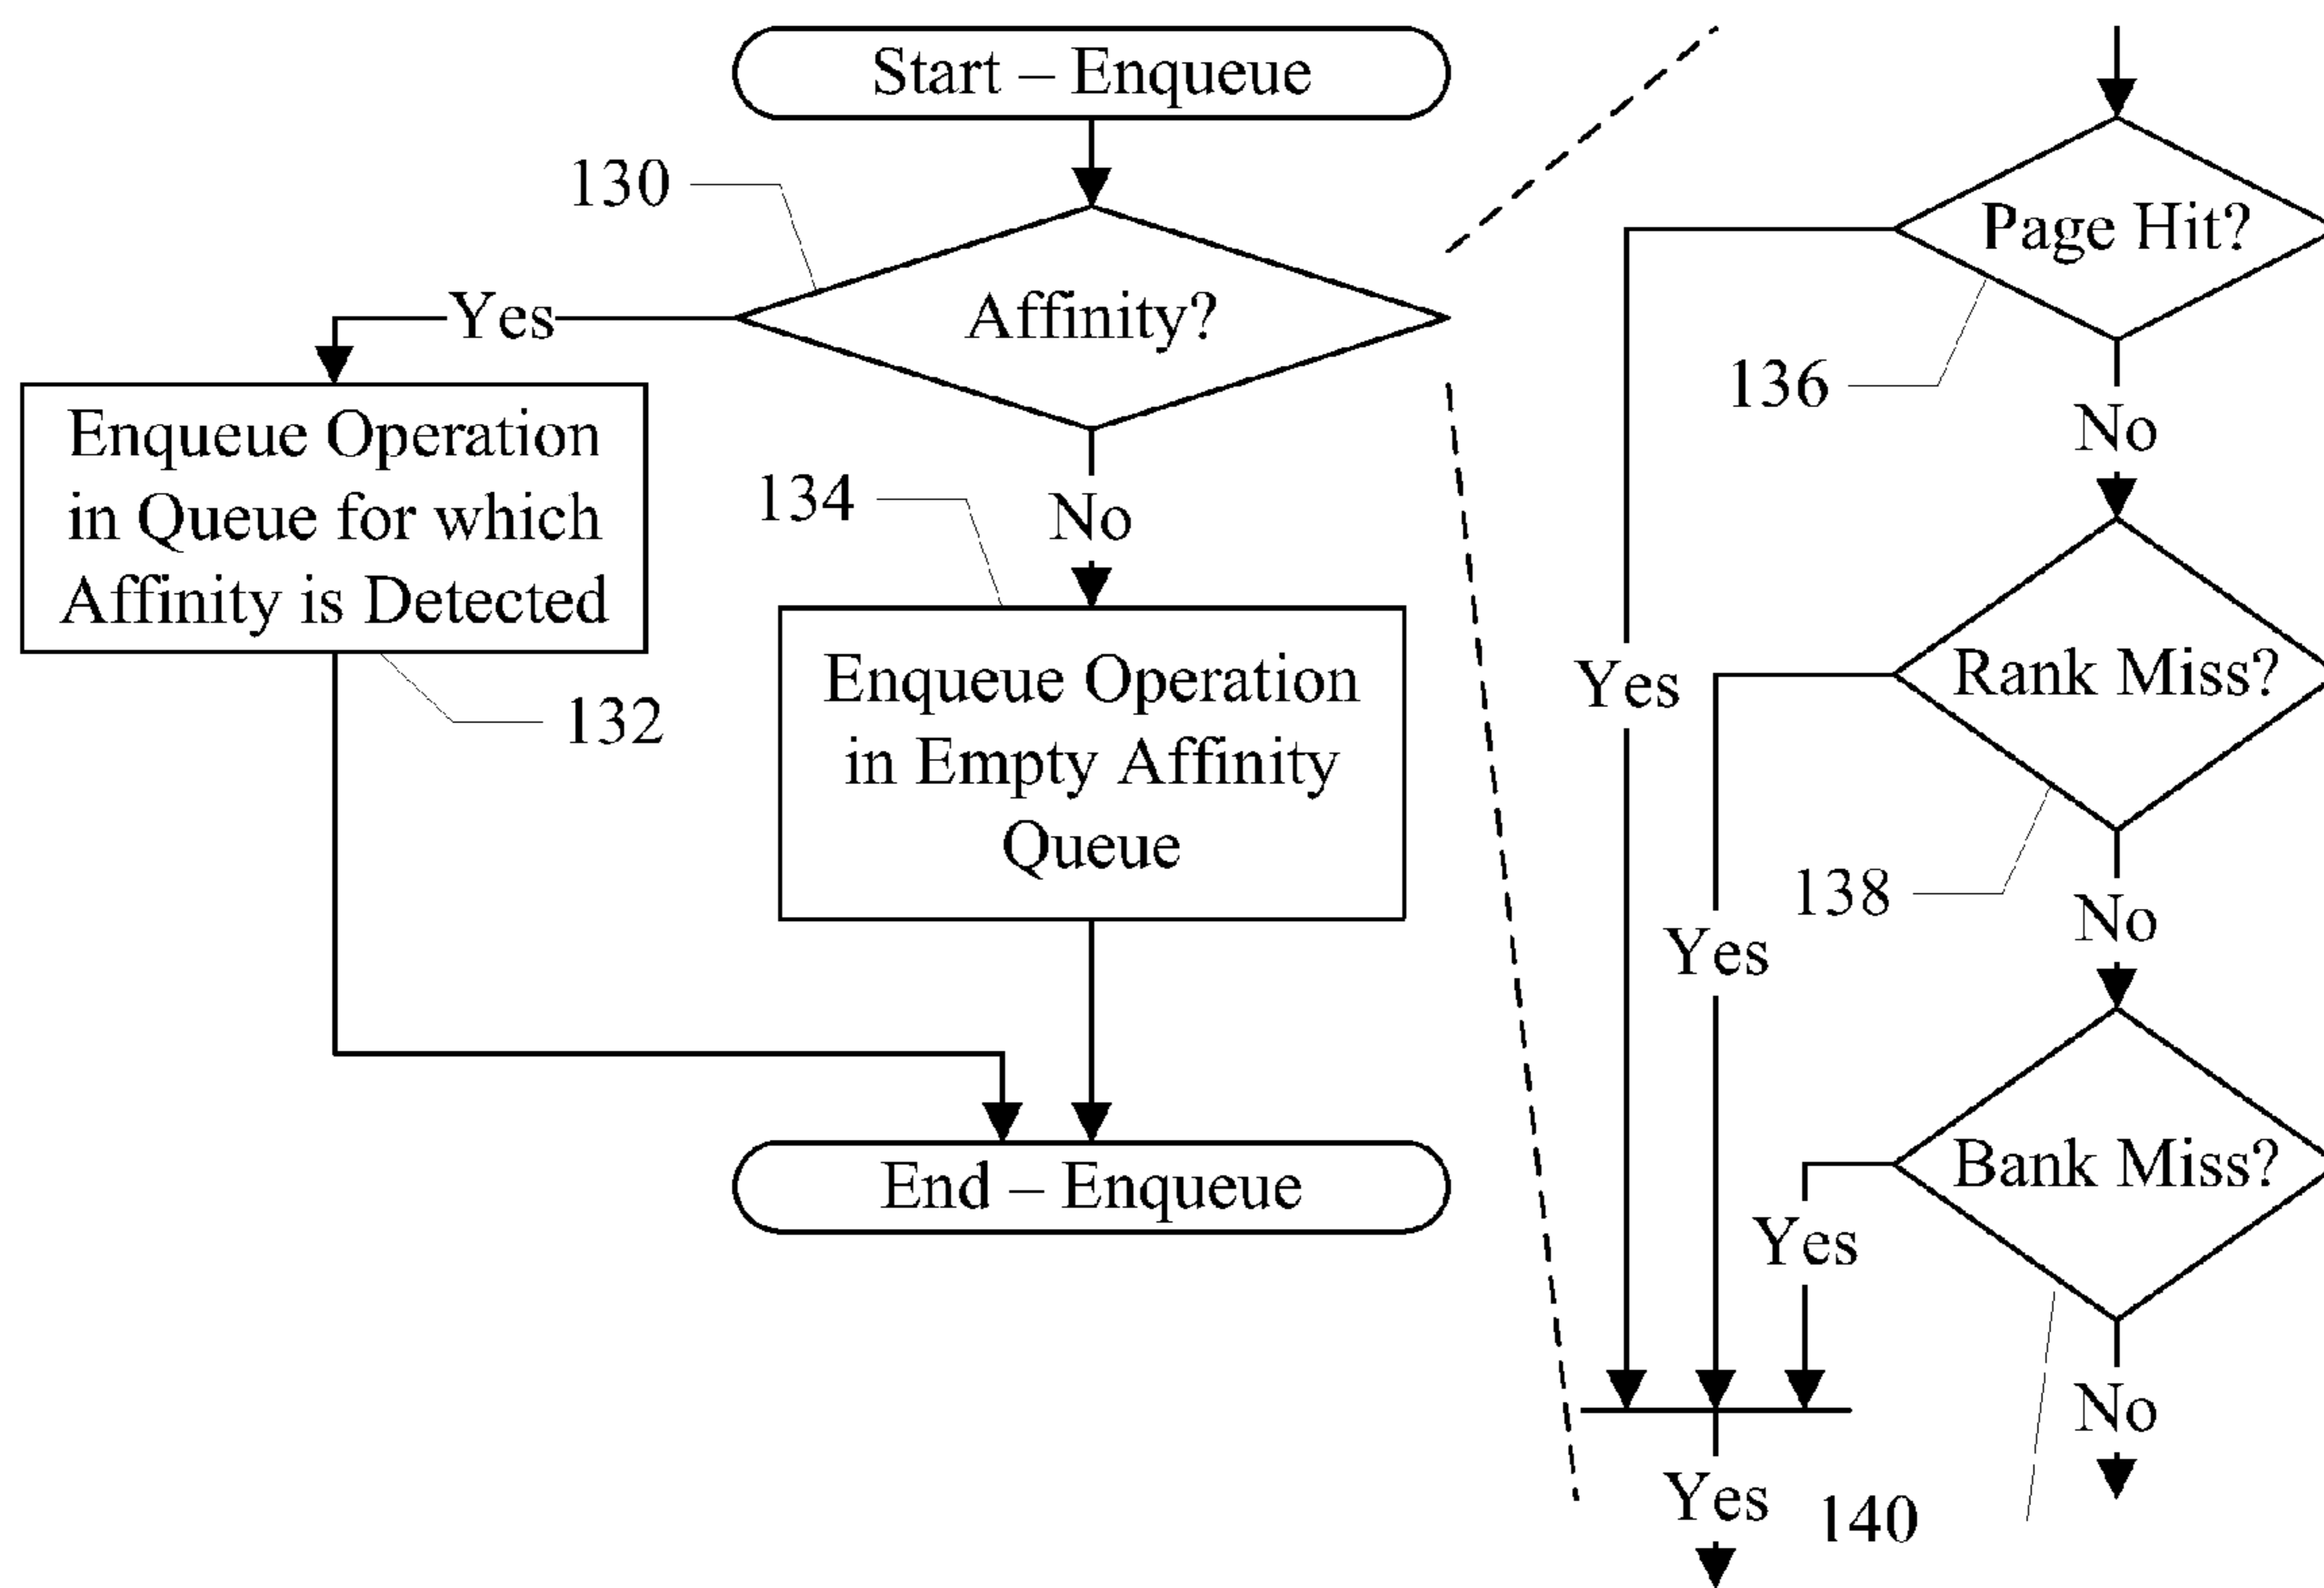 Start – Enqueue
130
Affinity?
Yes
Enqueue Operation
in Queue for which
Affinity is Detected
132
No
134
Enqueue Operation
in Empty Affinity
Queue
End – Enqueue
Page Hit?
136
No
Yes
Rank Miss?
138
No
Yes
Bank Miss?
Yes
140
No
Yes